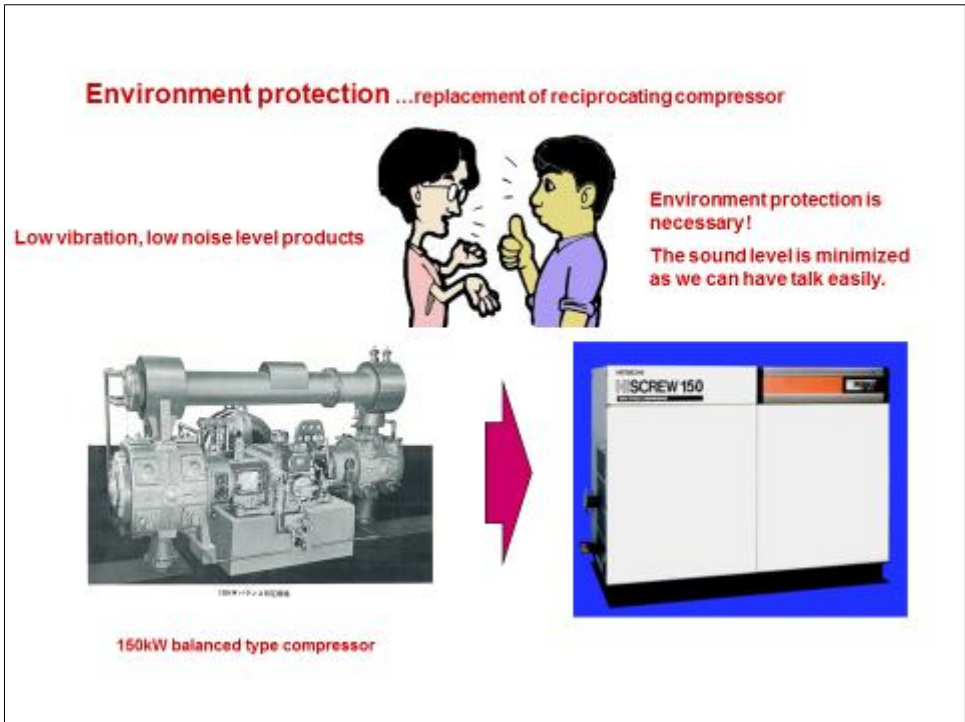 Environment protection ...replacement of reciprocating compressor
Low vibration, low noise level products
Environment protection is
necessary!
The sound level is minimized
as we can have talk easily.
HITACHI
HISCREW 150
150kW balanced type compressor